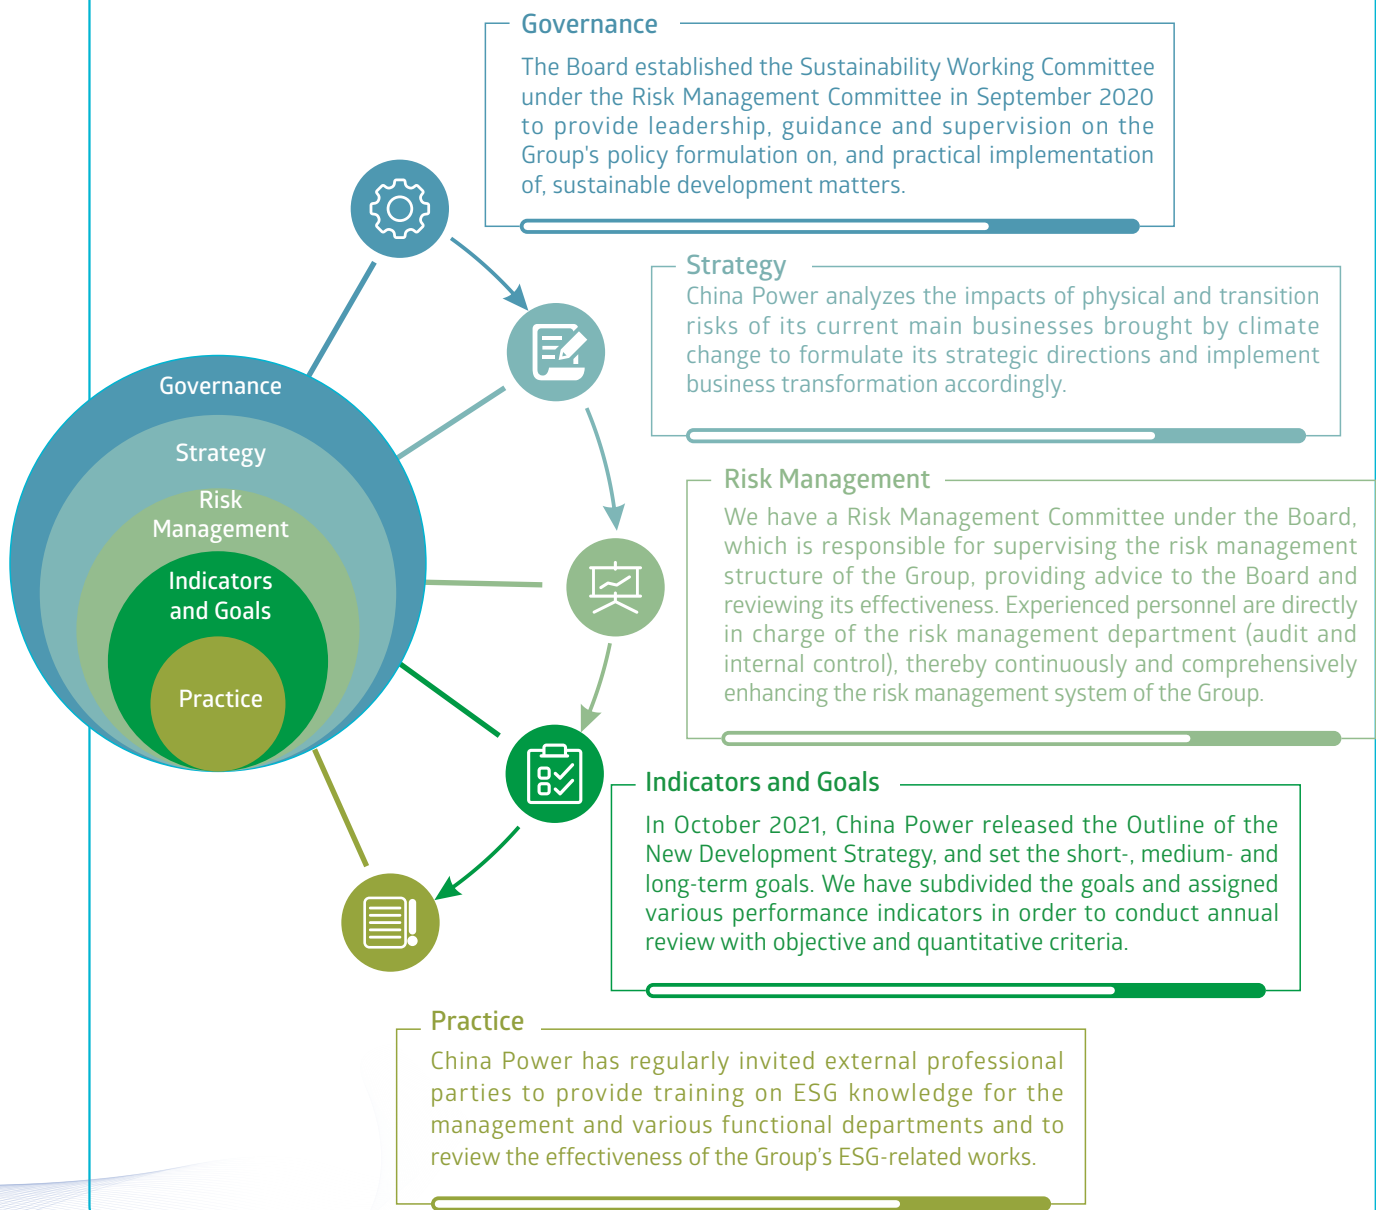 Governance
The Board established the Sustainability Working Committee
under the Risk Management Committee in September 2020
to provide leadership, guidance and supervision on the
Group's policy formulation on, and practical implementation
of, sustainable development matters.
Strategy
China Power analyzes the impacts of physical and transition
risks of its current main businesses brought by climate
change to formulate its strategic directions and implement
business transformation accordingly.
Governance
Strategy
Risk
Management
Indicators
and Goals
Practice
Risk Management
We have a Risk Management Committee under the Board,
which is responsible for supervising the risk management
structure of the Group, providing advice to the Board and
reviewing its effectiveness. Experienced personnel are directly
in charge of the risk management department (audit and
internal control), thereby continuously and comprehensively
enhancing the risk management system of the Group.
Indicators and Goals
In October 2021, China Power released the Outline of the
New Development Strategy, and set the short-, medium- and
long-term goals. We have subdivided the goals and assigned
various performance indicators in order to conduct annual
review with objective and quantitative criteria.
Practice
China Power has regularly invited external professional
parties to provide training on ESG knowledge for the
management and various functional departments and to
review the effectiveness of the Group's ESG-related works.